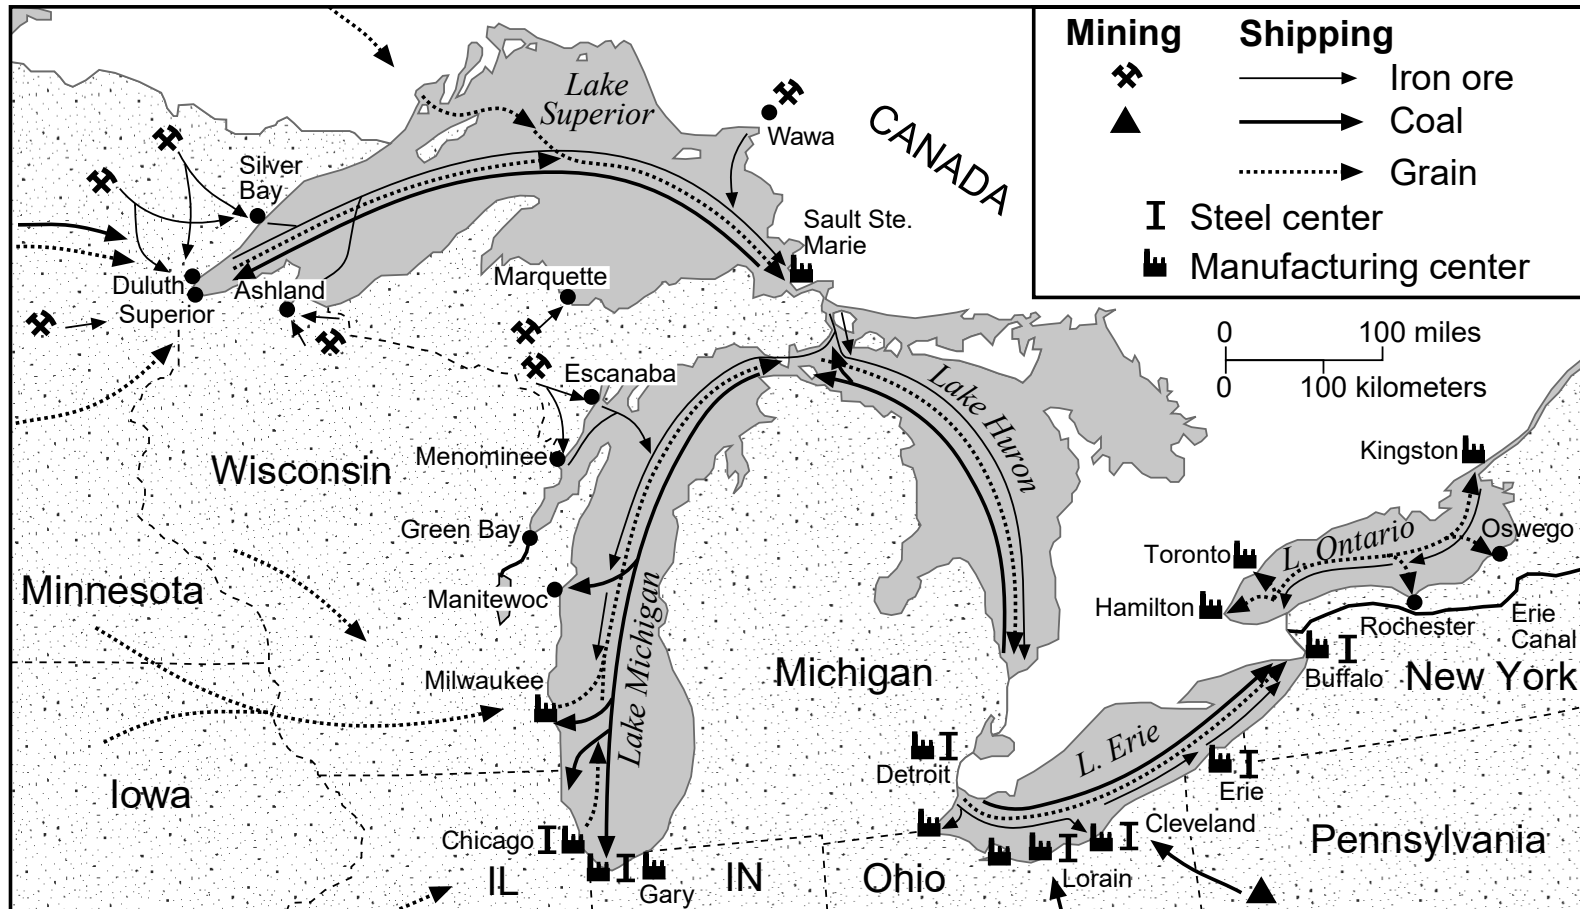 Mining
Shipping
Iron ore
Coal
Grain
Steel center
Manufacturing center
0
100 miles
0
100 kilometers
Lake
Superior
CANADA
Wawa
Silver
Bay
Sault Ste.
Marie
Duluth
Superior
Ashland
Marquette
Escanaba
Menominee
Lake Huron
Wisconsin
Green Bay
Manitewoc
Minnesota
Lake Michigan
Michigan
Milwaukee
Iowa
Chicago
IL
Gary
IN
Ohio
Detroit
L. Erie
Lorain
Cleveland
Erie
Pennsylvania
Buffalo
New York
Kingston
L. Ontario
Oswego
Toronto
Hamilton
Rochester
Erie
Canal